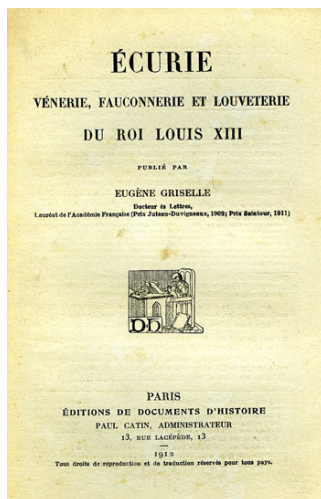 ÉCURIE
VÉNERIE, FAUCONNERIE ET LOUVETERIE
DU ROI LOUIS XIII
PUBLIÉ PAR
EUGÈNE GRISELLE
Docteur ès Lettres,
Lauréat de l'Académie Française (Prix Juteau-Duvigneaux, 1902; Prix Saintour, 1911)
D D H
PARIS
ÉDITIONS DE DOCUMENTS D'HISTOIRE
PAUL CATIN, ADMINISTRATEUR
13, RUE LACÉPÈDE, 13
1912
Tous droits de reproduction et de traduction réservés pour tous pays.